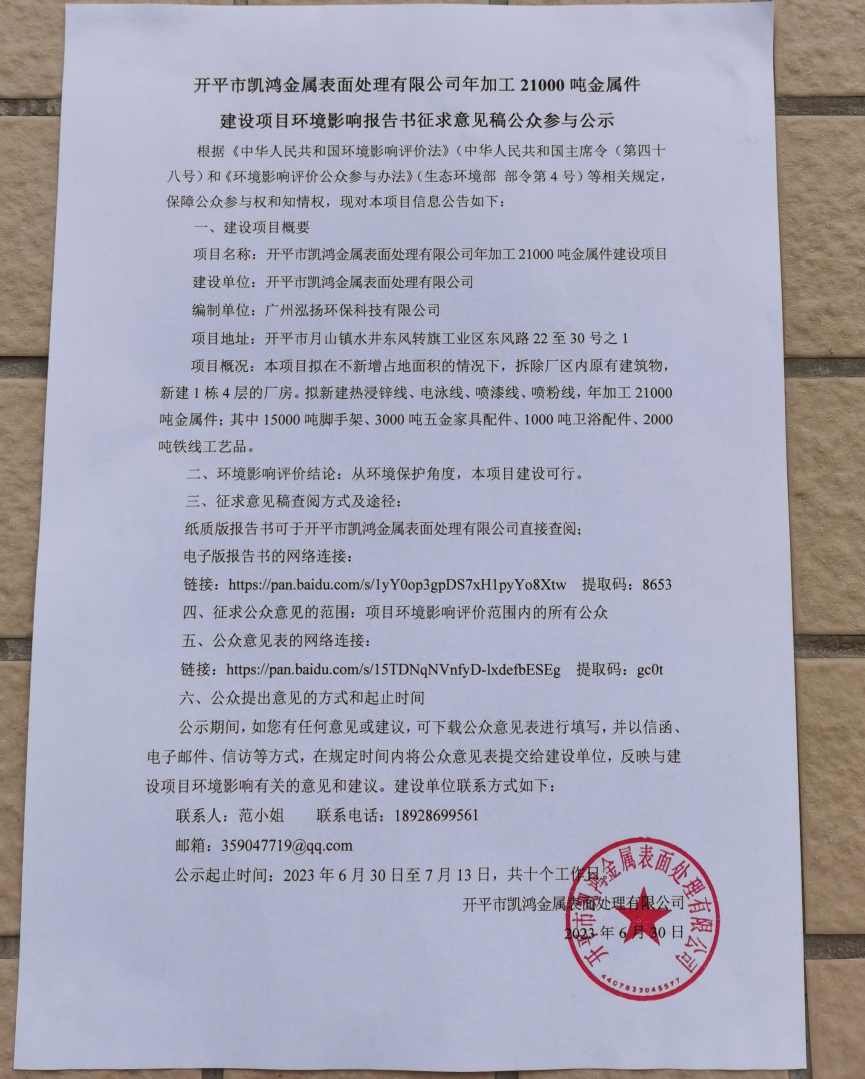 开平市凯鸿金属表面处理有限公司年加工 21000 吨金属件
建设项目环境影响报告书征求意见稿公众参与公示
根据《中华人民共和国环境影响评价法》（中华人民共和国主席令（第四十
八号）和《环境影响评价公众参与办法》（生态环境部 部令第 4 号）等相关规定，
保障公众参与权和知情权，现对本项目信息公告如下：
一、建设项目概要
项目名称：开平市凯鸿金属表面处理有限公司年加工 21000 吨金属件建设项目
建设单位：开平市凯鸿金属表面处理有限公司
编制单位：广州泓扬环保科技有限公司
项目地址：开平市月山镇水井东风转旗工业区东风路 22 至 30 号之 1
项目概况：本项目拟在不新增占地面积的情况下，拆除厂区内原有建筑物，
新建 1 栋 4 层的厂房。拟新建热浸锌线、电泳线、喷漆线、喷粉线，年加工 21000
吨金属件；其中 15000 吨脚手架、3000 吨五金家具配件、1000 吨卫浴配件、2000
吨铁线工艺品。
二、环境影响评价结论：从环境保护角度，本项目建设可行。
三、征求意见稿查阅方式及途径：
纸质版报告书可于开平市凯鸿金属表面处理有限公司直接查阅；
电子版报告书的网络连接：
链接：https://pan.baidu.com/s/1yY0op3gpDS7xH1pyYo8Xtw 提取码：8653
四、征求公众意见的范围：项目环境影响评价范围内的所有公众
五、公众意见表的网络连接：
链接：https://pan.baidu.com/s/15TDNqNVnfyD-lxdefbESEg 提取码：gc0t
六、公众提出意见的方式和起止时间
公示期间，如您有任何意见或建议，可下载公众意见表进行填写，并以信函、
电子邮件、信访等方式，在规定时间内将公众意见表提交给建设单位，反映与建
设项目环境影响有关的意见和建议。建设单位联系方式如下：
联系人：范小姐 联系电话：18928699561
邮箱：359047719@qq.com
公示起止时间：2023 年 6 月 30 日至 7 月 13 日，共十个工作日。
开平市凯鸿金属表面处理有限公司
2023 年 6 月 30 日
开平市凯鸿金属表面处理有限公司
4407833045577